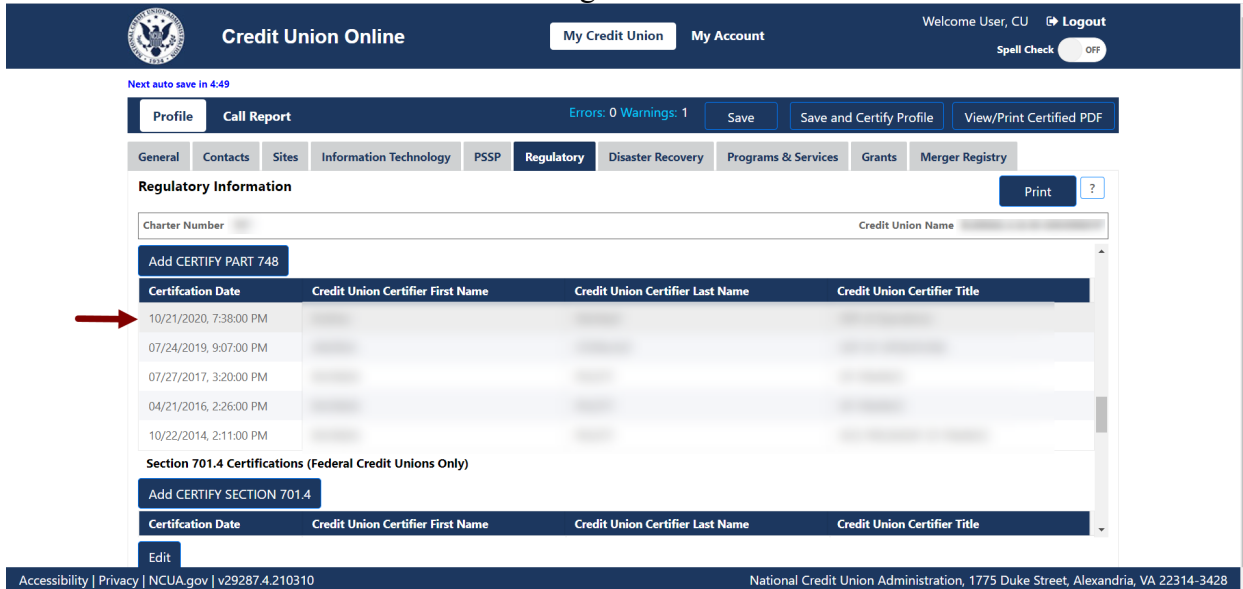 Credit Union Online
My Credit Union My Account
Welcome User, CU Logout
Spell Check OFF
Next auto save in 4:49
Profile Call Report Errors: 0 Warnings: 1 Save Save and Certify Profile View/Print Certified PDF
General Contacts Sites Information Technology PSSP Regulatory Disaster Recovery Programs & Services Grants Merger Registry
Regulatory Information Print ?
Charter Number Credit Union Name
Add CERTIFY PART 748
Certifcation Date Credit Union Certifier First Name Credit Union Certifier Last Name Credit Union Certifier Title
10/21/2020, 7:38:00 PM
07/24/2019, 9:07:00 PM
07/27/2017, 3:20:00 PM
04/21/2016, 2:26:00 PM
10/22/2014, 2:11:00 PM
Section 701.4 Certifications (Federal Credit Unions Only)
Add CERTIFY SECTION 701.4
Certifcation Date Credit Union Certifier First Name Credit Union Certifier Last Name Credit Union Certifier Title
Edit
Accessibility | Privacy | NCUA.gov | v29287.4.210310 National Credit Union Administration, 1775 Duke Street, Alexandria, VA 22314-3428